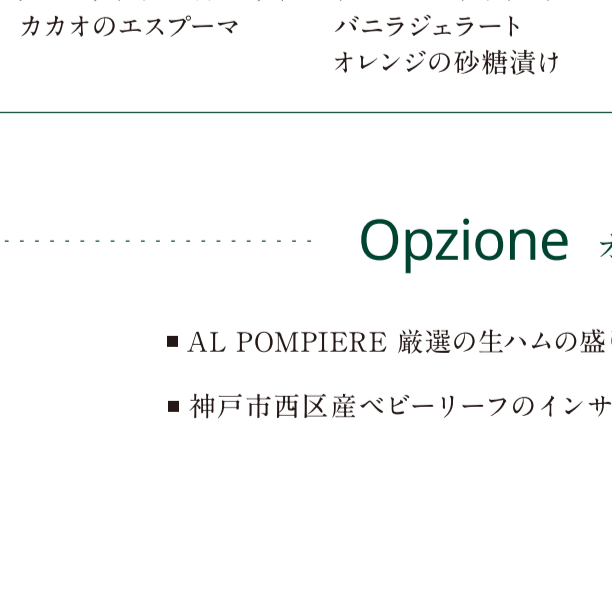 カカオのエスプーマ
バニラジェラート
オレンジの砂糖漬け
Opzione
AL POMPIERE 厳選の生ハムの盛
神戸市西区産ベビーリーフのインサ